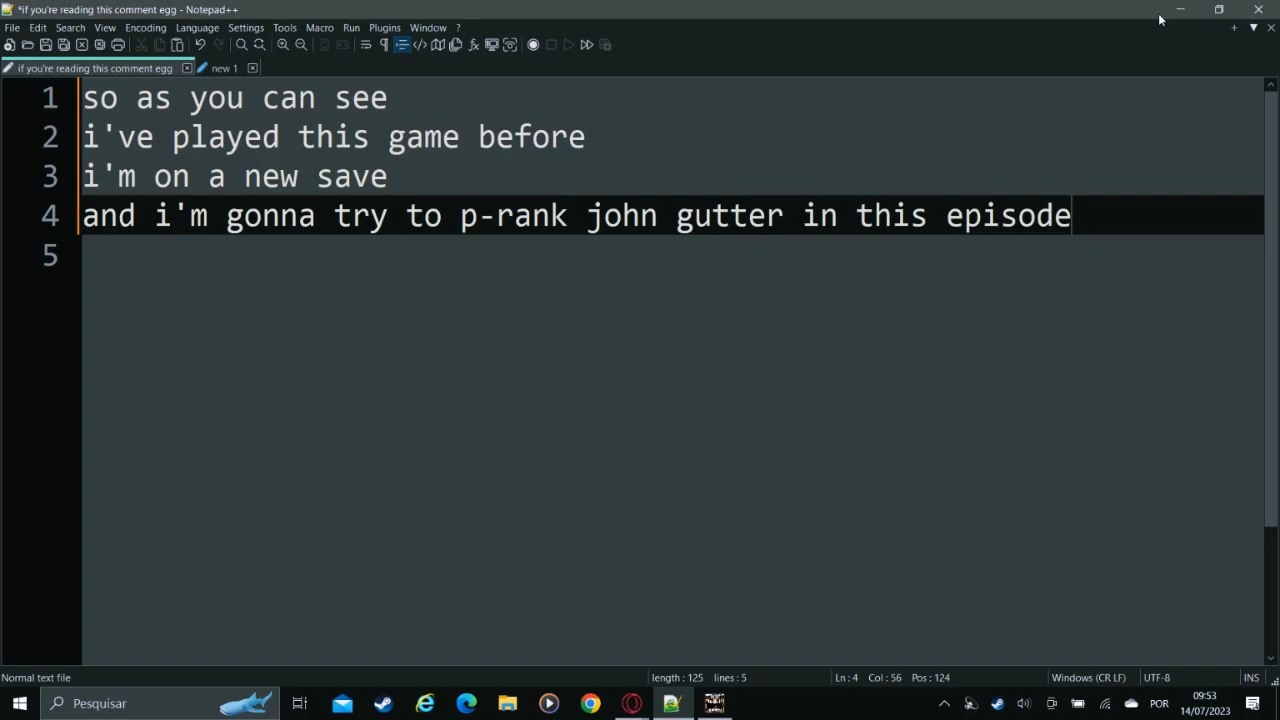 *if you're reading this comment egg - Notepad++
File Edit Search View Encoding Language Settings Tools Macro Run Plugins Window ?
if you're reading this comment egg new 1
1 so as you can see
2 i've played this game before
3 i'm on a new save
4 and i'm gonna try to p-rank john gutter in this episode
5
Normal text file length : 125 lines : 5 Ln : 4 Col : 56 Pos : 124 Windows (CR LF) UTF-8 INS
Pesquisar POR 09:53
14/07/2023